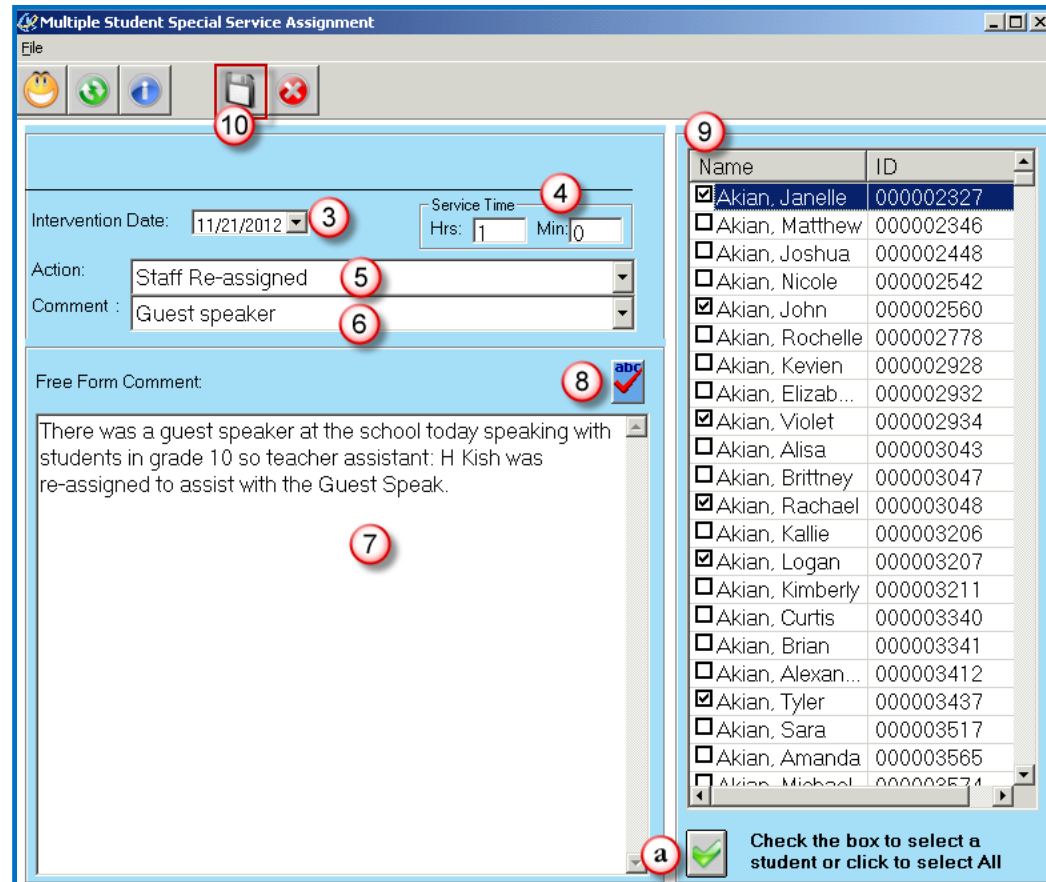 Multiple Student Special Service Assignment
File
10
9
Name ID
Akian, Janelle 000002327
Akian, Matthew 000002346
Akian, Joshua 000002448
Akian, Nicole 000002542
Akian, John 000002560
Akian, Rochelle 000002778
Akian, Kevien 000002928
Akian, Elizab... 000002932
Akian, Violet 000002934
Akian, Alisa 000003043
Akian, Brittney 000003047
Akian, Rachael 000003048
Akian, Kallie 000003206
Akian, Logan 000003207
Akian, Kimberly 000003211
Akian, Curtis 000003340
Akian, Brian 000003341
Akian, Alexan... 000003412
Akian, Tyler 000003437
Akian, Sara 000003517
Akian, Amanda 000003565
Akian, Michael 000003574
Intervention Date: 11/21/2012 3
Service Time 4
Hrs: 1 Min: 0
Action: Staff Re-assigned 5
Comment : Guest speaker 6
Free Form Comment: 8 abc
There was a guest speaker at the school today speaking with
students in grade 10 so teacher assistant: H Kish was
re-assigned to assist with the Guest Speak.
7
a
Check the box to select a
student or click to select All